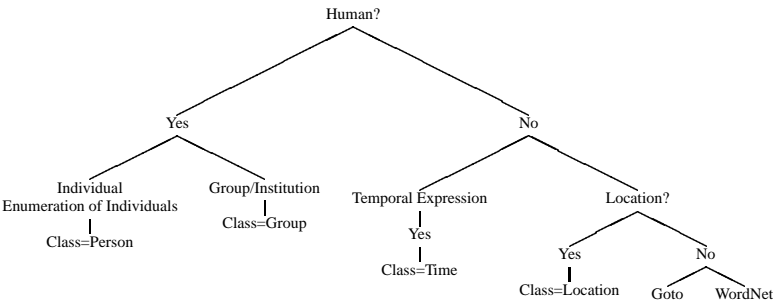 Human?
Yes
No
Individual
Enumeration of Individuals
Class=Person
Group/Institution
Class=Group
Temporal Expression
Yes
Class=Time
Location?
Yes
Class=Location
No
Goto
WordNet